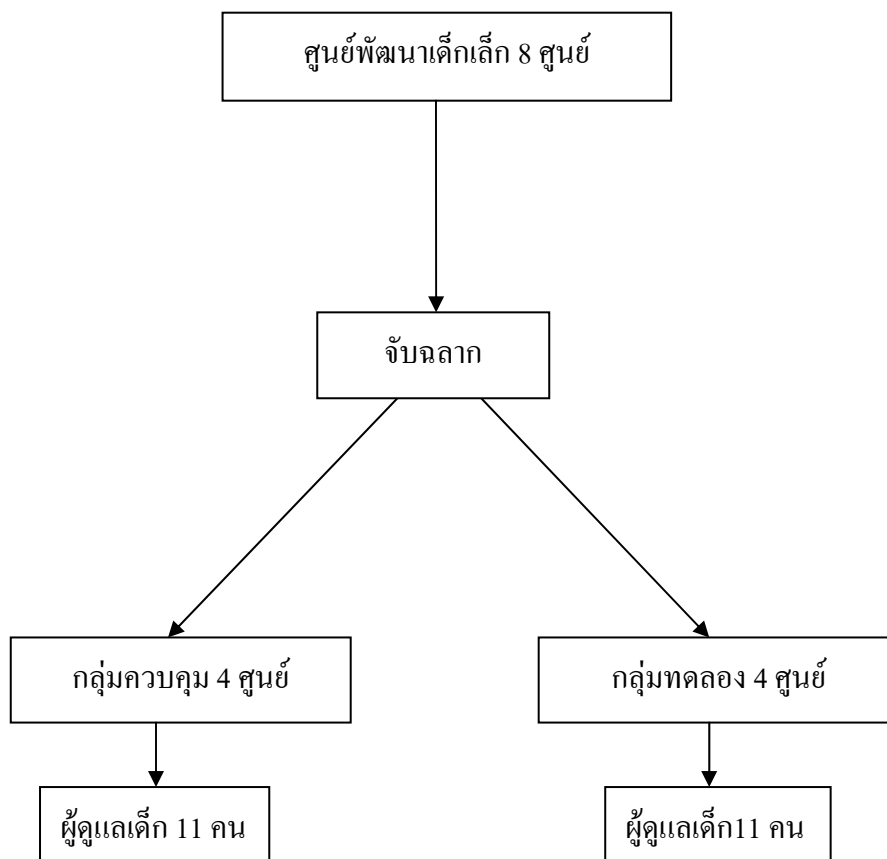 ศูนย์พัฒนาเด็กเล็ก 8 ศูนย์
จับฉลาก
กลุ่มควบคุม 4 ศูนย์
กลุ่มทดลอง 4 ศูนย์
ผู้ดูแลเด็ก 11 คน
ผู้ดูแลเด็ก11 คน